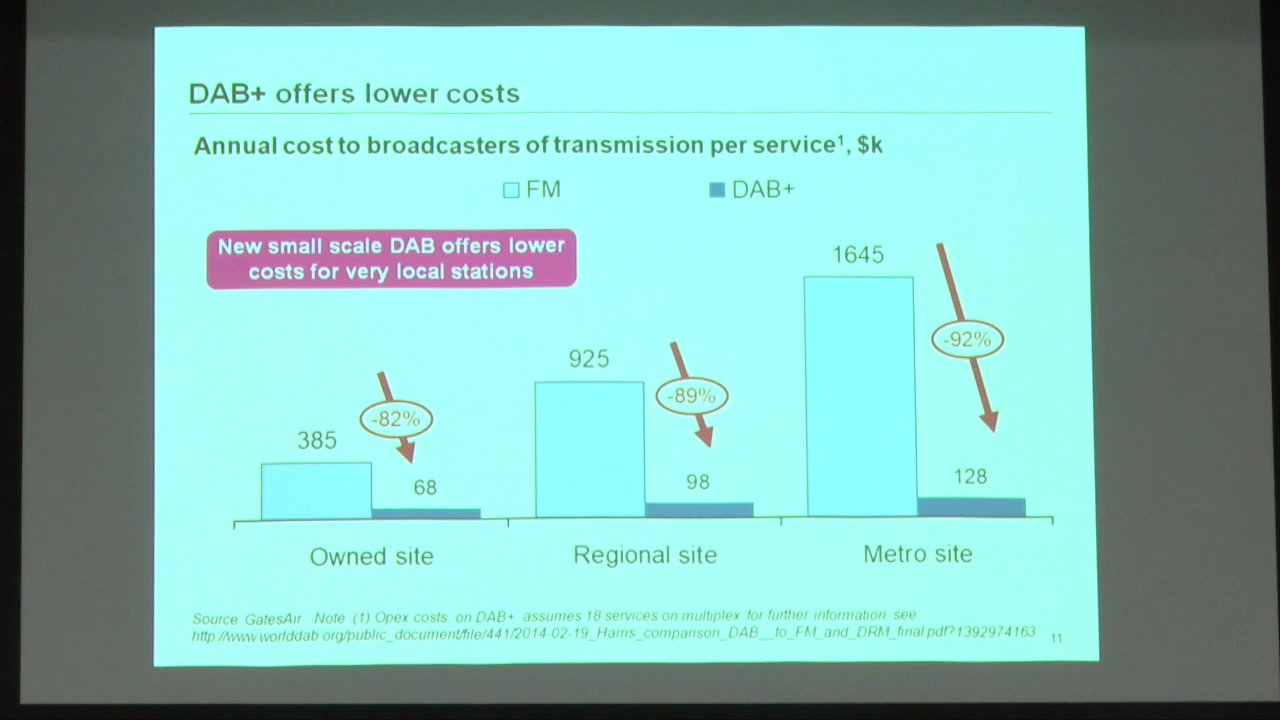 DAB+ offers lower costs
Annual cost to broadcasters of transmission per service¹, $k
FM
DAB+
New small scale DAB offers lower
costs for very local stations
1645
-92%
925
-89%
-82%
385
68
98
128
Owned site
Regional site
Metro site
Source GatesAir Note (1) Opex costs on DAB+ assumes 18 services on multiplex for further information see
http://www.worlddab.org/public_document/file/441/2014-02-19_Harris_comparison_DAB__to_FM_and_DRM_final.pdf?1392974163
11